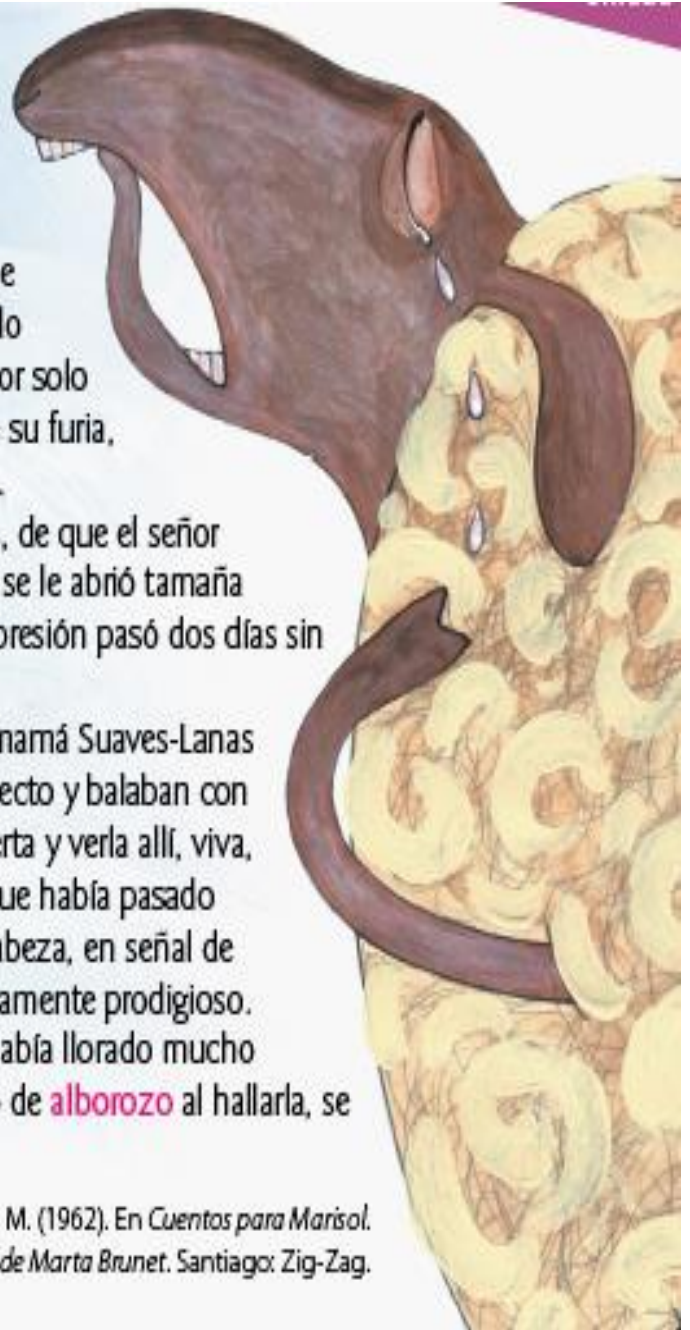 e
lo
or solo
su furia,
, de que el señor
se le abrió tamaña
presión pasó dos días sin
mamá Suaves-Lanas
ecto y balaban con
erta y verla allí, viva,
que había pasado
abeza, en señal de
amente prodigioso.
abía llorado mucho
de alborozo al hallarla, se
M. (1962). En Cuentos para Marisol.
de Marta Brunet. Santiago: Zig-Zag.